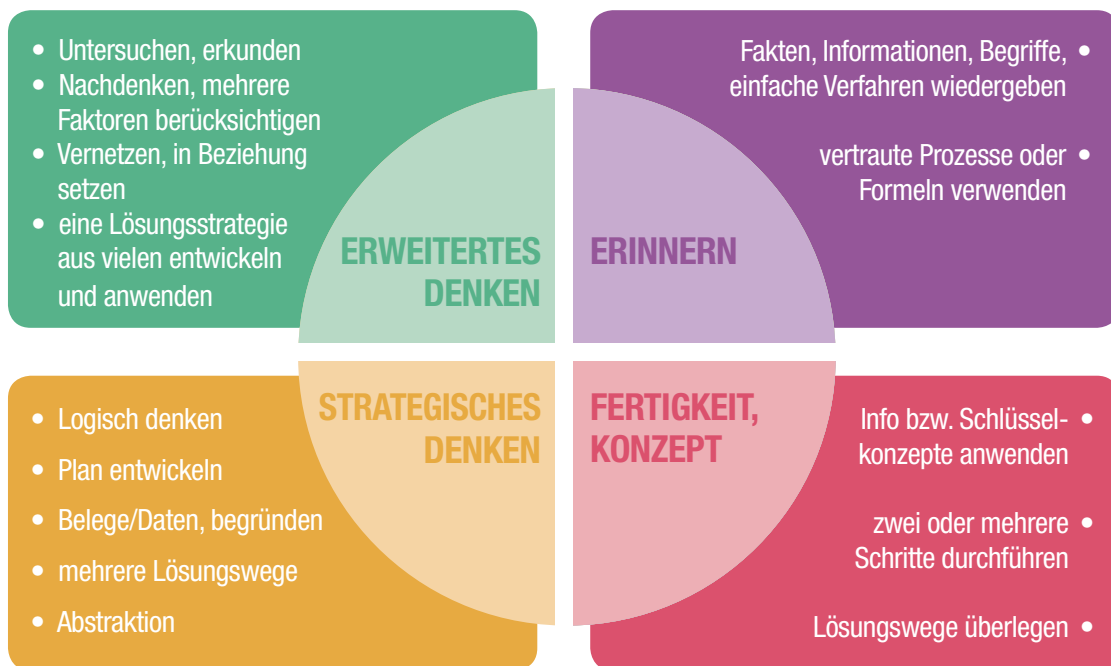 • Untersuchen, erkunden
• Nachdenken, mehrere
Faktoren berücksichtigen
• Vernetzen, in Beziehung
setzen
• eine Lösungsstrategie
aus vielen entwickeln
und anwenden
ERWEITERTES
DENKEN
Fakten, Informationen, Begriffe, •
einfache Verfahren wiedergeben
vertraute Prozesse oder •
Formeln verwenden
ERINNERN
• Logisch denken
• Plan entwickeln
• Belege/Daten, begründen
• mehrere Lösungswege
• Abstraktion
STRATEGISCHES
DENKEN
FERTIGKEIT,
KONZEPT
Info bzw. Schlüssel- •
konzepte anwenden
zwei oder mehrere •
Schritte durchführen
Lösungswege überlegen •